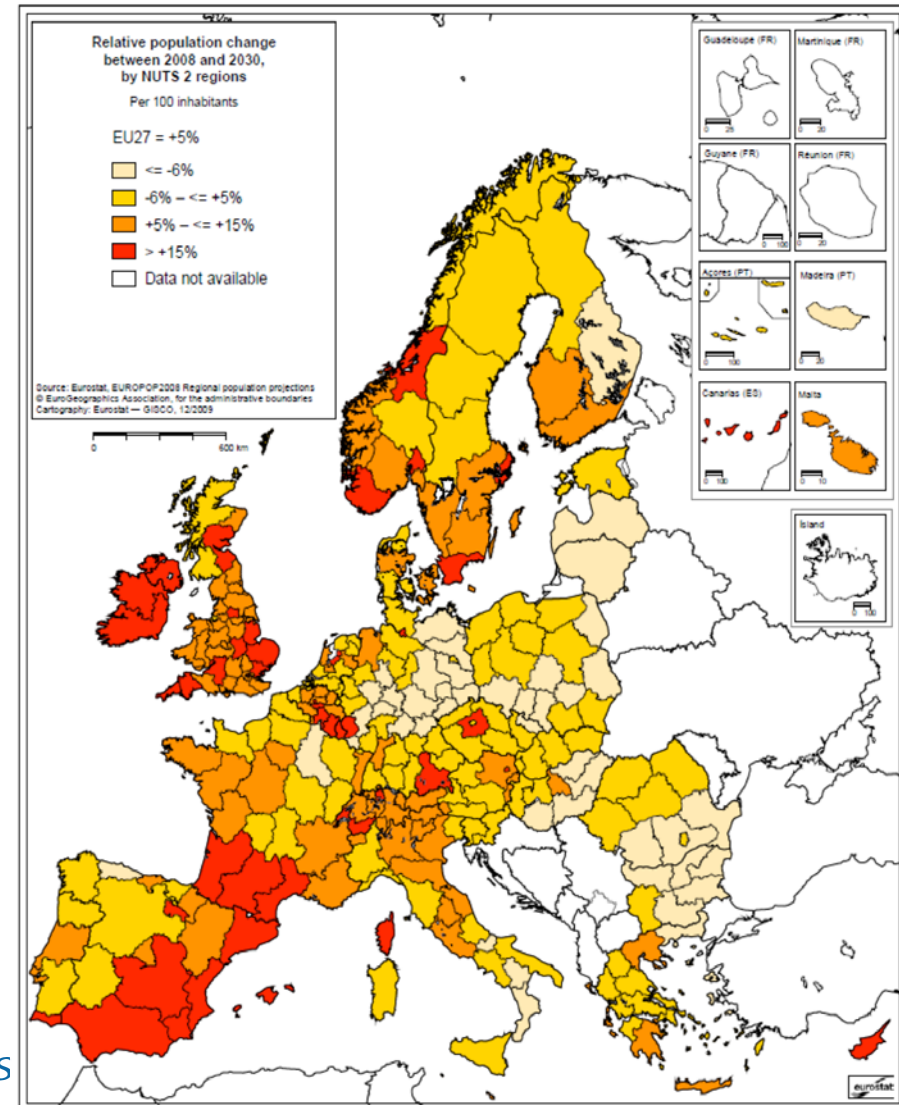 Relative population change
between 2008 and 2030,
by NUTS 2 regions
Per 100 inhabitants
EU27 = +5%
<= -6%
-6% – <= +5%
+5% – <= +15%
> +15%
Data not available
Source: Eurostat, EUROPOP2008 Regional population projections
© EuroGeographics Association, for the administrative boundaries
Cartography: Eurostat — GISCO, 12/2009
0 600 km
Guadeloupe (FR)
0 25
Martinique (FR)
0 20
Guyane (FR)
0 100
Réunion (FR)
0 20
Açores (PT)
0 100
Madeira (PT)
0 20
Canarias (ES)
0 100
Malta
0 10
Ísland
0 100
s
eurostat